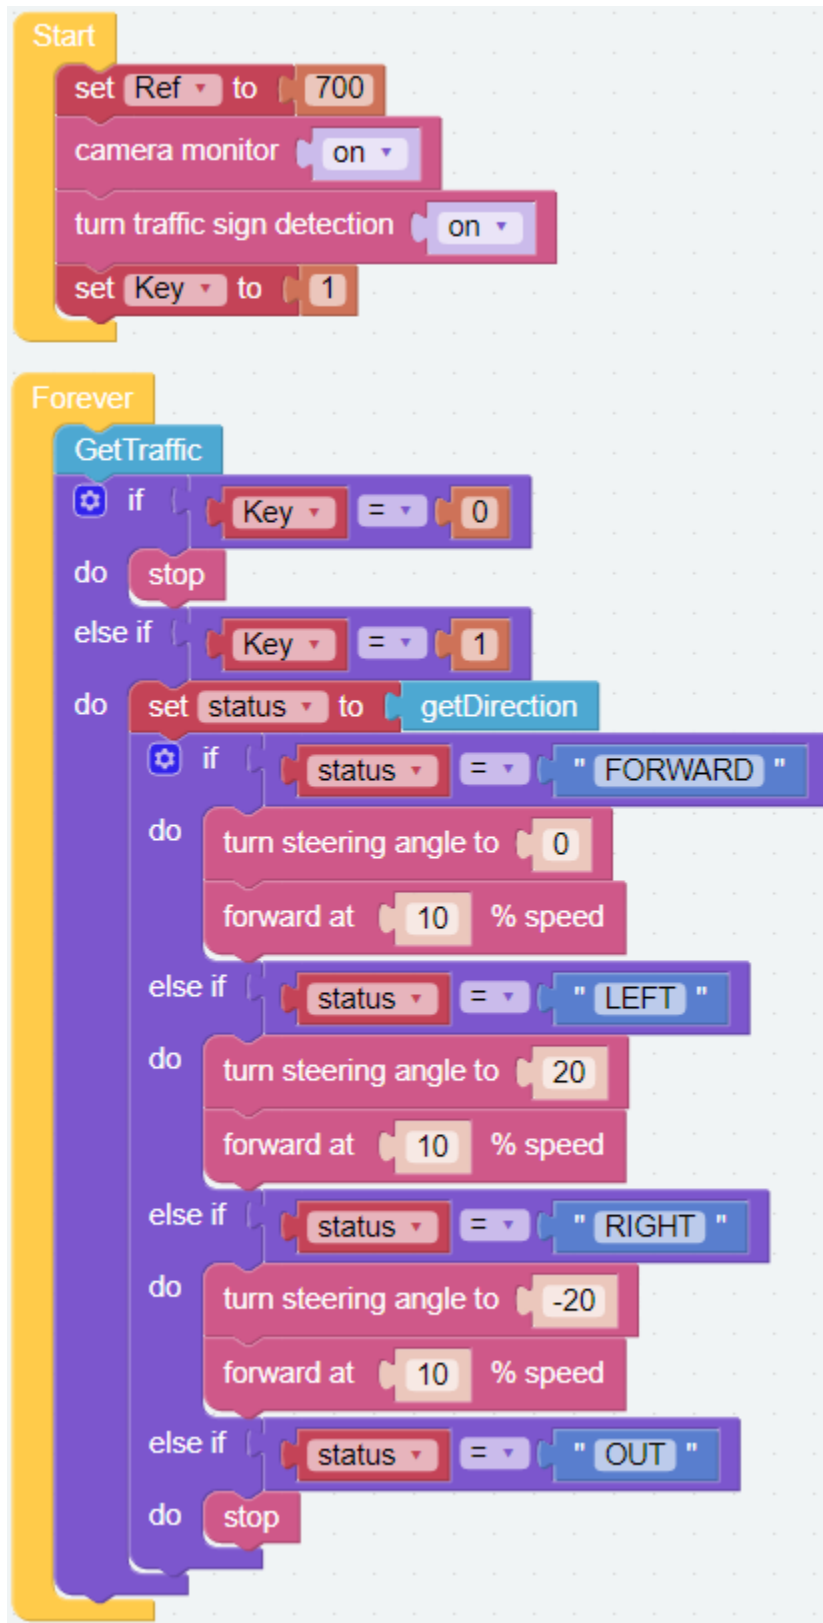 Start
set Ref to 700
camera monitor on
turn traffic sign detection on
set Key to 1
Forever
GetTraffic
if Key = 0
do stop
else if Key = 1
do set status to getDirection
if status = " FORWARD "
do turn steering angle to 0
forward at 10 % speed
else if status = " LEFT "
do turn steering angle to 20
forward at 10 % speed
else if status = " RIGHT "
do turn steering angle to -20
forward at 10 % speed
else if status = " OUT "
do stop